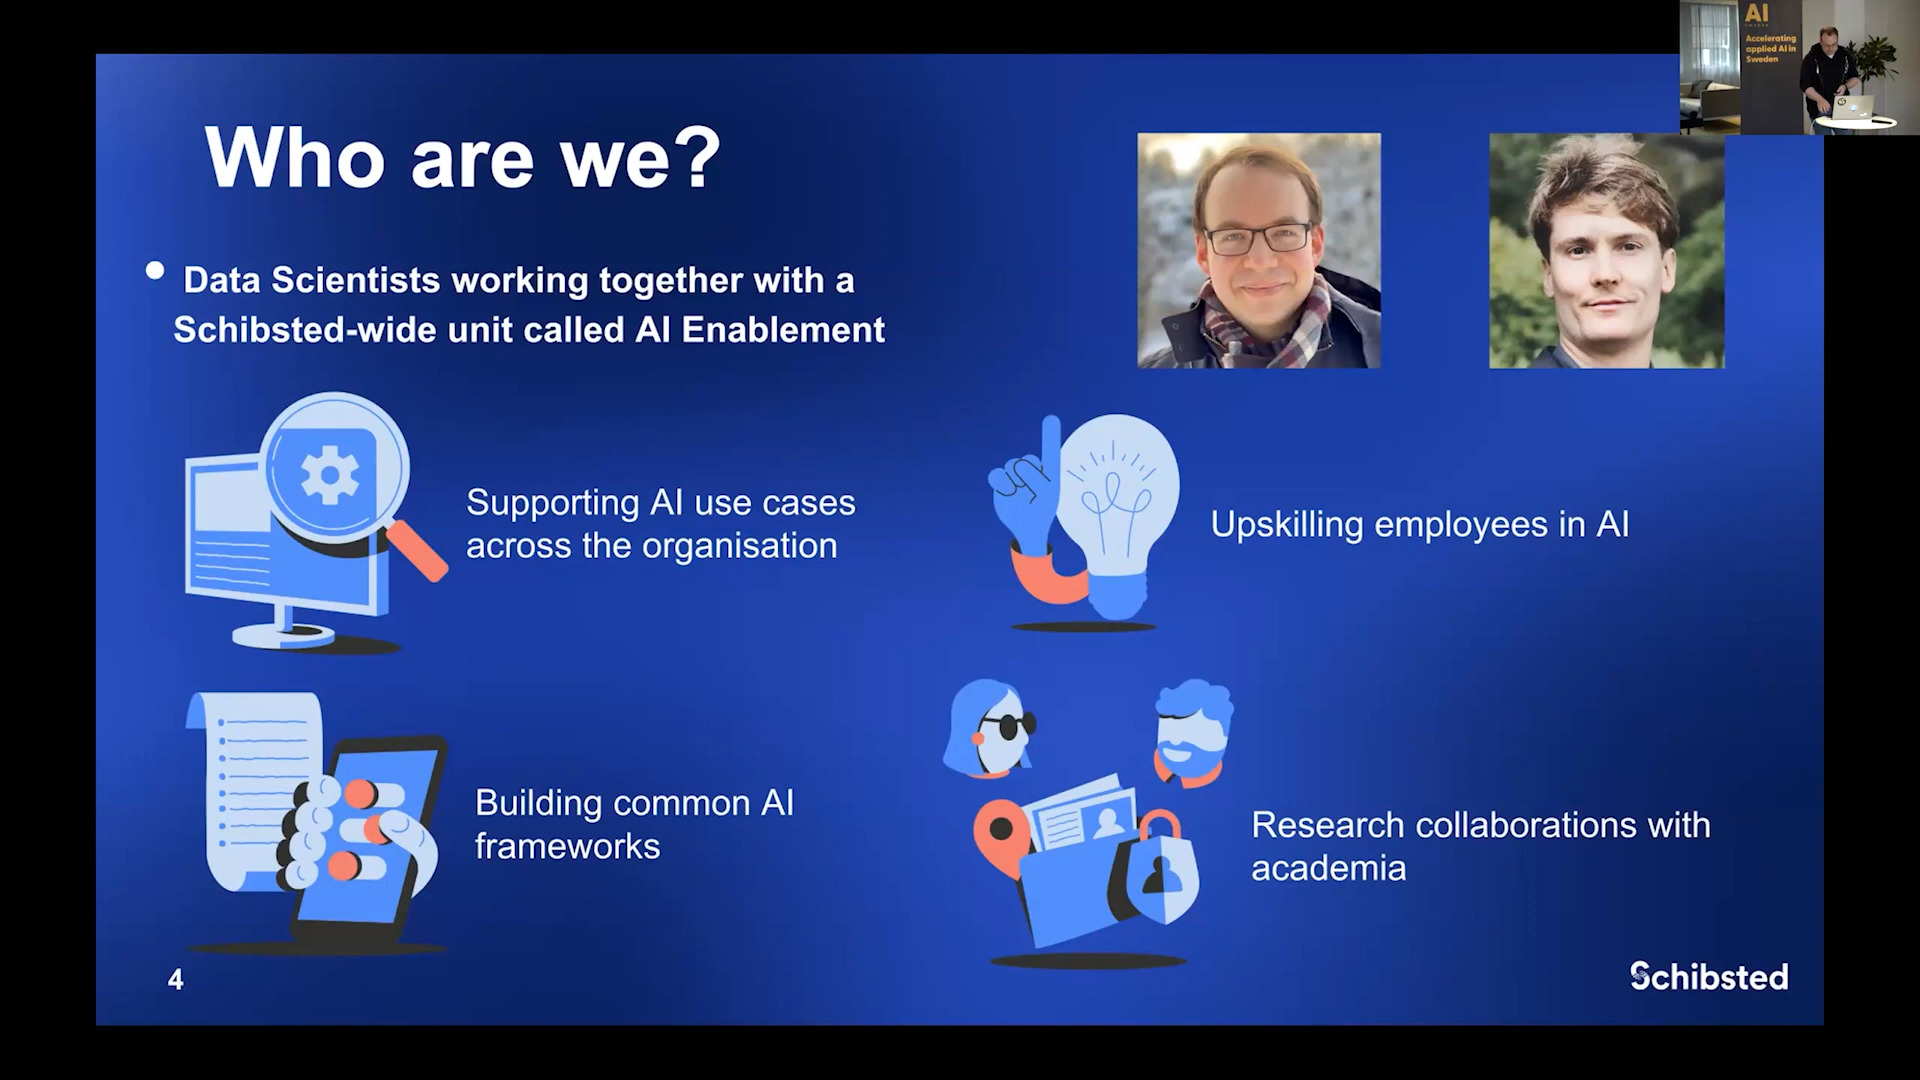 AI
Accelerating
applied AI in
Sweden
Who are we?
Data Scientists working together with a
Schibsted-wide unit called AI Enablement
Supporting AI use cases
across the organisation
Upskilling employees in AI
Building common AI
frameworks
Research collaborations with
academia
4
Schibsted